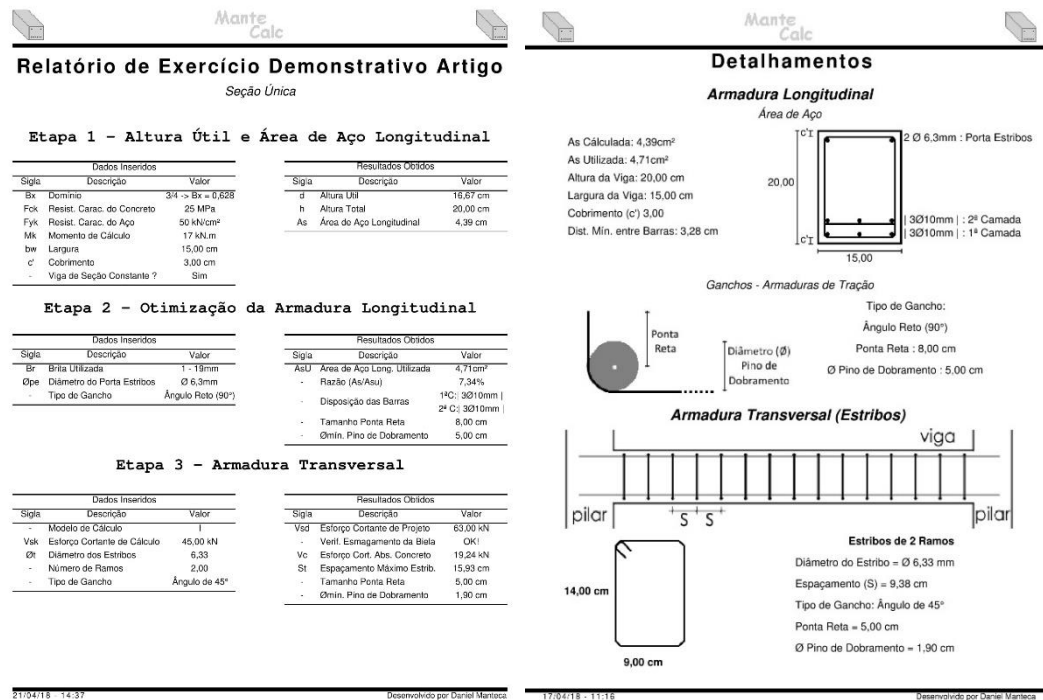 Mante
Calc
Relatório de Exercício Demonstrativo Artigo
Seção Única
Etapa 1 - Altura Útil e Área de Aço Longitudinal
Dados Inseridos
Sigla Descrição Valor
Bx Domínio 3/4 -> Bx = 0,628
Fck Resist. Carac. do Concreto 25 MPa
Fyk Resist. Carac. do Aço 50 kN/cm²
Mk Momento de Cálculo 17 kN.m
bw Largura 15,00 cm
c' Cobrimento 3,00 cm
- Viga de Seção Constante ? Sim
Resultados Obtidos
Sigla Descrição Valor
d Altura Útil 16,67 cm
h Altura Total 20,00 cm
As Área de Aço Longitudinal 4,39 cm
Etapa 2 - Otimização da Armadura Longitudinal
Dados Inseridos
Sigla Descrição Valor
Br Brita Utilizada 1 - 19mm
Øpe Diâmetro do Porta Estribos Ø 6,3mm
- Tipo de Gancho Ângulo Reto (90°)
Resultados Obtidos
Sigla Descrição Valor
AsU Área de Aço Long. Utilizada 4,71cm²
- Razão (As/Asu) 7,34%
- Disposição das Barras 1ªC:| 3Ø10mm |
2ª C:| 3Ø10mm |
- Tamanho Ponta Reta 8,00 cm
- Ømín. Pino de Dobramento 5,00 cm
Etapa 3 - Armadura Transversal
Dados Inseridos
Sigla Descrição Valor
- Modelo de Cálculo I
Vsk Esforço Cortante de Cálculo 45,00 kN
Øt Diâmetro dos Estribos 6,33
- Número de Ramos 2,00
- Tipo de Gancho Ângulo de 45°
Resultados Obtidos
Sigla Descrição Valor
Vsd Esforço Cortante de Projeto 63,00 kN
- Verif. Esmagamento da Biela OK!
Vc Esforço Cort. Abs. Concreto 19,24 kN
St Espaçamento Máximo Estrib. 15,93 cm
- Tamanho Ponta Reta 5,00 cm
- Ømín. Pino de Dobramento 1,90 cm
21/04/18 - 14:37 Desenvolvido por Daniel Manteca
Mante
Calc
Detalhamentos
Armadura Longitudinal
Área de Aço
As Cálculada: 4,39cm²
As Utilizada: 4,71cm²
Altura da Viga: 20,00 cm
Largura da Viga: 15,00 cm
Cobrimento (c') 3,00
Dist. Mín. entre Barras: 3,28 cm
c'
2 Ø 6,3mm : Porta Estribos
20,00
| 3Ø10mm | : 2ª Camada
| 3Ø10mm | : 1ª Camada
c'
15,00
Ganchos - Armaduras de Tração
Ponta
Reta
Diâmetro (Ø)
Pino de
Dobramento
Tipo de Gancho:
Ângulo Reto (90°)
Ponta Reta : 8,00 cm
Ø Pino de Dobramento : 5,00 cm
Armadura Transversal (Estribos)
viga
pilar S S pilar
14,00 cm
9,00 cm
Estribos de 2 Ramos
Diâmetro do Estribo = Ø 6,33 mm
Espaçamento (S) = 9,38 cm
Tipo de Gancho: Ângulo de 45°
Ponta Reta = 5,00 cm
Ø Pino de Dobramento = 1,90 cm
17/04/18 - 11:16 Desenvolvido por Daniel Manteca